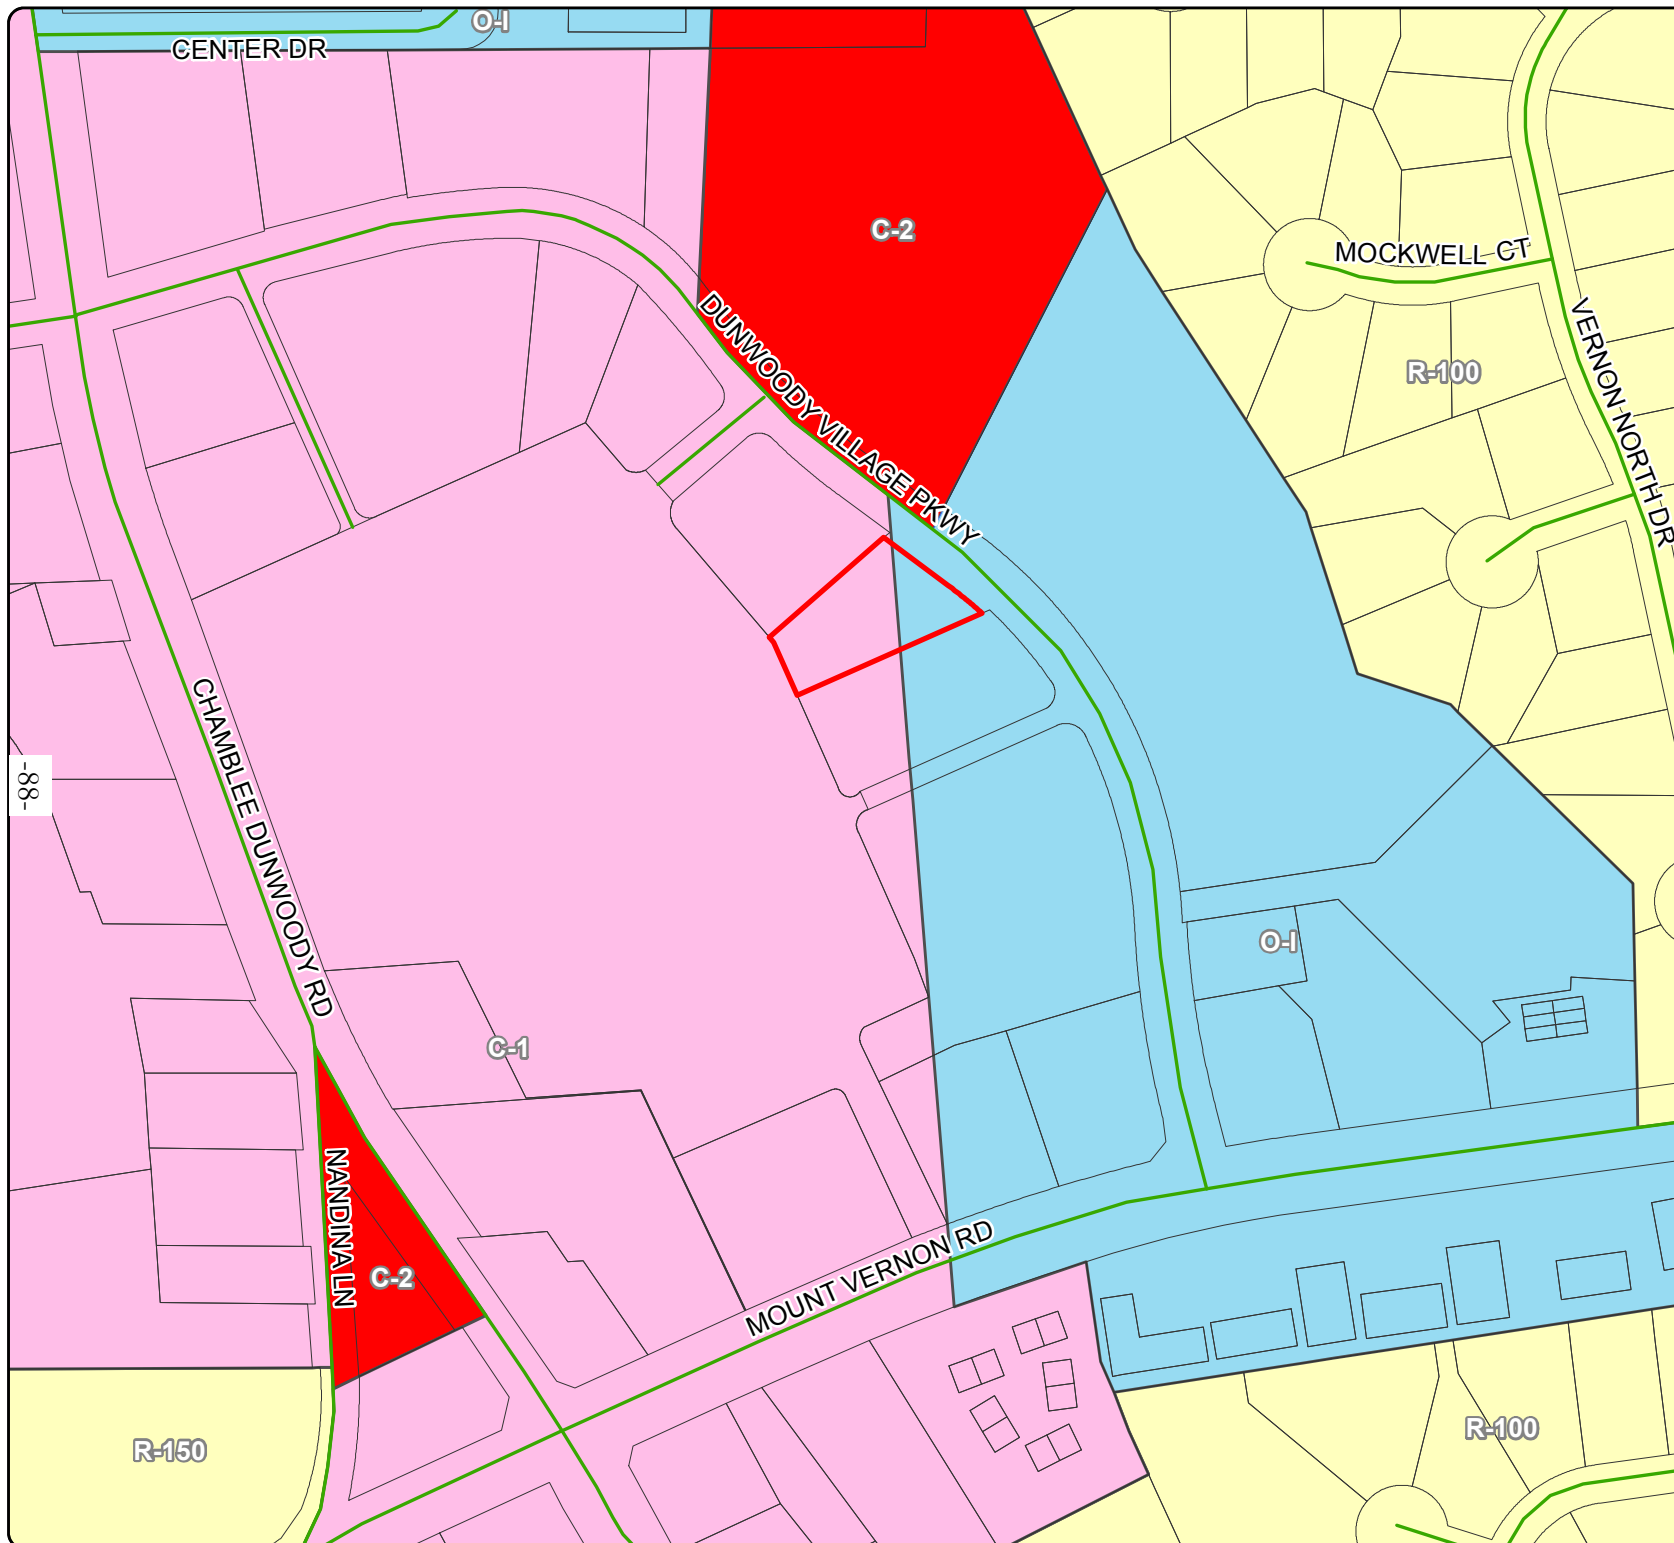 O-I
CENTER DR
C-2
MOCKWELL CT
VERNON NORTH DR
DUNWOODY VILLAGE PKWY
R-100
CHAMBLEE DUNWOODY RD
-88-
O-I
C-1
NANDINA LN
C-2
MOUNT VERNON RD
R-150
R-100